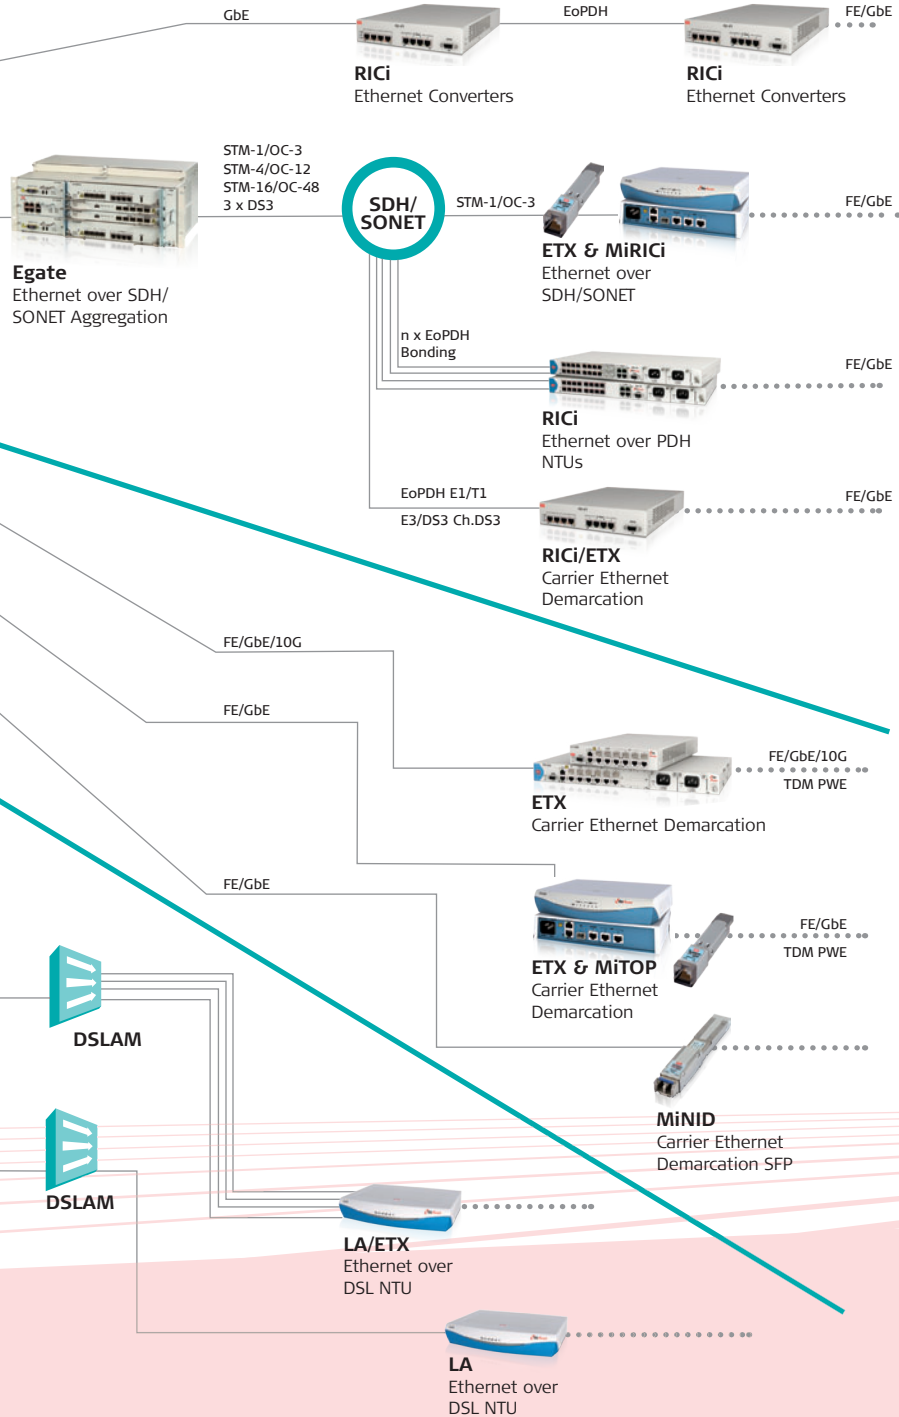 GbE
EoPDH
FE/GbE
RICi
Ethernet Converters
RICi
Ethernet Converters
STM-1/OC-3
STM-4/OC-12
STM-16/OC-48
3 x DS3
SDH/
SONET
STM-1/OC-3
FE/GbE
Egate
Ethernet over SDH/
SONET Aggregation
ETX & MiRICi
Ethernet over
SDH/SONET
n x EoPDH
Bonding
FE/GbE
RICi
Ethernet over PDH
NTUs
EoPDH E1/T1
E3/DS3 Ch.DS3
FE/GbE
RICi/ETX
Carrier Ethernet
Demarcation
FE/GbE/10G
FE/GbE
FE/GbE/10G
TDM PWE
ETX
Carrier Ethernet Demarcation
FE/GbE
FE/GbE
TDM PWE
ETX & MiTOP
Carrier Ethernet
Demarcation
DSLAM
MiNID
Carrier Ethernet
Demarcation SFP
DSLAM
LA/ETX
Ethernet over
DSL NTU
LA
Ethernet over
DSL NTU